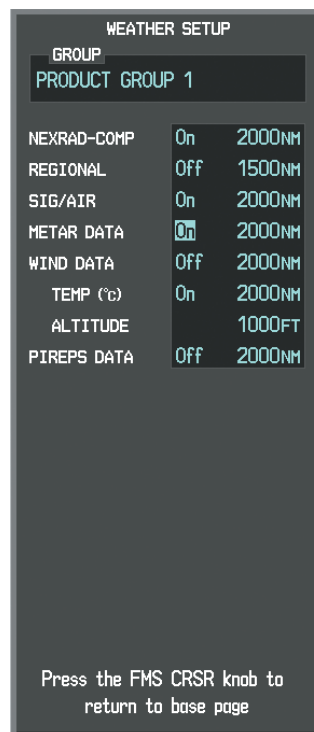 WEATHER SETUP
GROUP
PRODUCT GROUP 1
NEXRAD-COMP On 2000NM
REGIONAL Off 1500NM
SIG/AIR On 2000NM
METAR DATA On 2000NM
WIND DATA Off 2000NM
TEMP (°C) On 2000NM
ALTITUDE 1000FT
PIREPS DATA Off 2000NM
Press the FMS CRSR knob to
return to base page